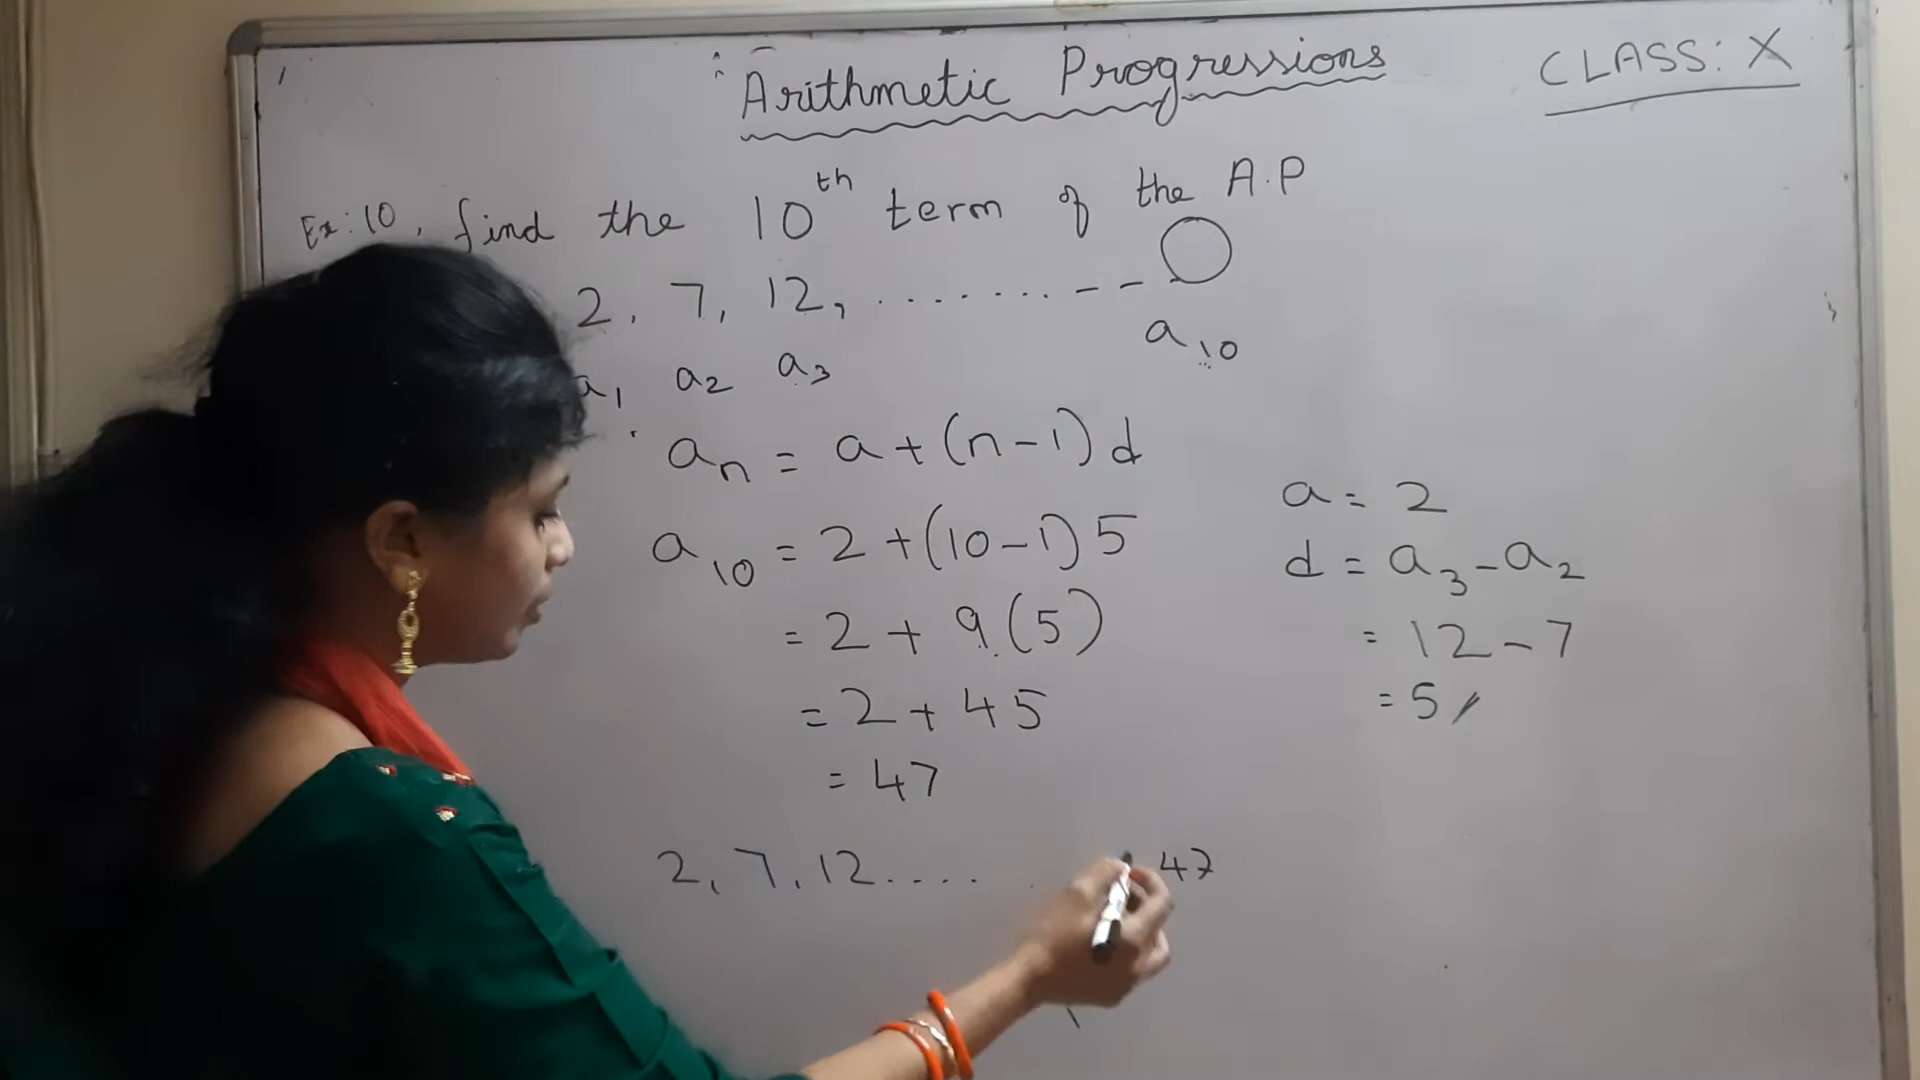 Arithmetic Progressions
CLASS: X
Ex: 10, find the 10th term of the A.P
2, 7, 12, ........--
a10
a1 a2 a3
an = a + (n-1) d
a10 = 2 + (10-1) 5
= 2 + 9 (5)
= 2 + 45
= 47
a = 2
d = a3 - a2
= 12 - 7
= 5
2, 7, 12.... . 47